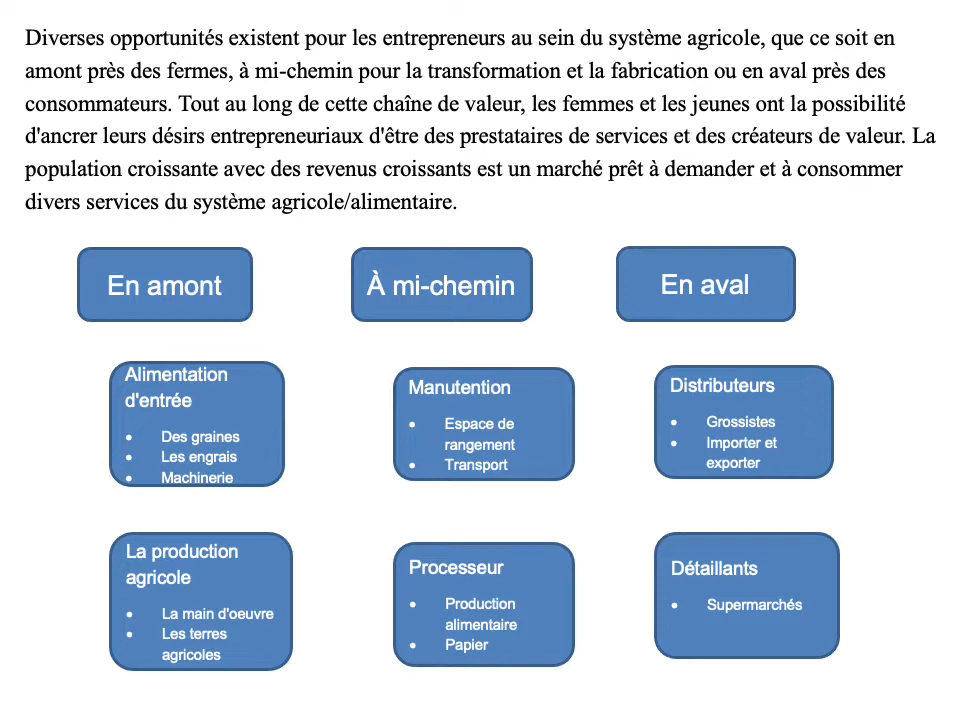 Diverses opportunités existent pour les entrepreneurs au sein du système agricole, que ce soit en
amont près des fermes, à mi-chemin pour la transformation et la fabrication ou en aval près des
consommateurs. Tout au long de cette chaîne de valeur, les femmes et les jeunes ont la possibilité
d'ancrer leurs désirs entrepreneuriaux d'être des prestataires de services et des créateurs de valeur. La
population croissante avec des revenus croissants est un marché prêt à demander et à consommer
divers services du système agricole/alimentaire.
En amont
À mi-chemin
En aval
Alimentation
d'entrée
• Des graines
• Les engrais
• Machinerie
Manutention
• Espace de
rangement
• Transport
Distributeurs
• Grossistes
• Importer et
exporter
La production
agricole
• La main d'oeuvre
• Les terres
agricoles
Processeur
• Production
alimentaire
• Papier
Détaillants
• Supermarchés